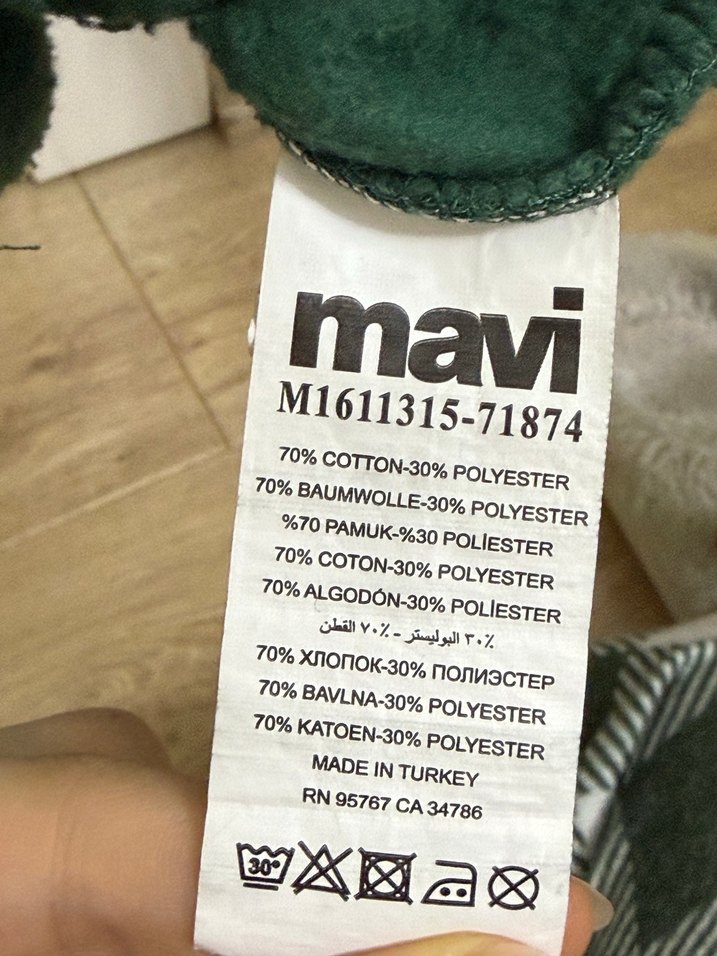 mavi
M1611315-71874
70% COTTON-30% POLYESTER
70% BAUMWOLLE-30% POLYESTER
%70 PAMUK-%30 POLİESTER
70% COTON-30% POLYESTER
70% ALGODÓN-30% POLİESTER
٣٠٪ البوليستر - ٧٠٪ القطن
70% ХЛОПОК-30% ПОЛИЭСТЕР
70% BAVLNA-30% POLYESTER
70% KATOEN-30% POLYESTER
MADE IN TURKEY
RN 95767 CA 34786
30°